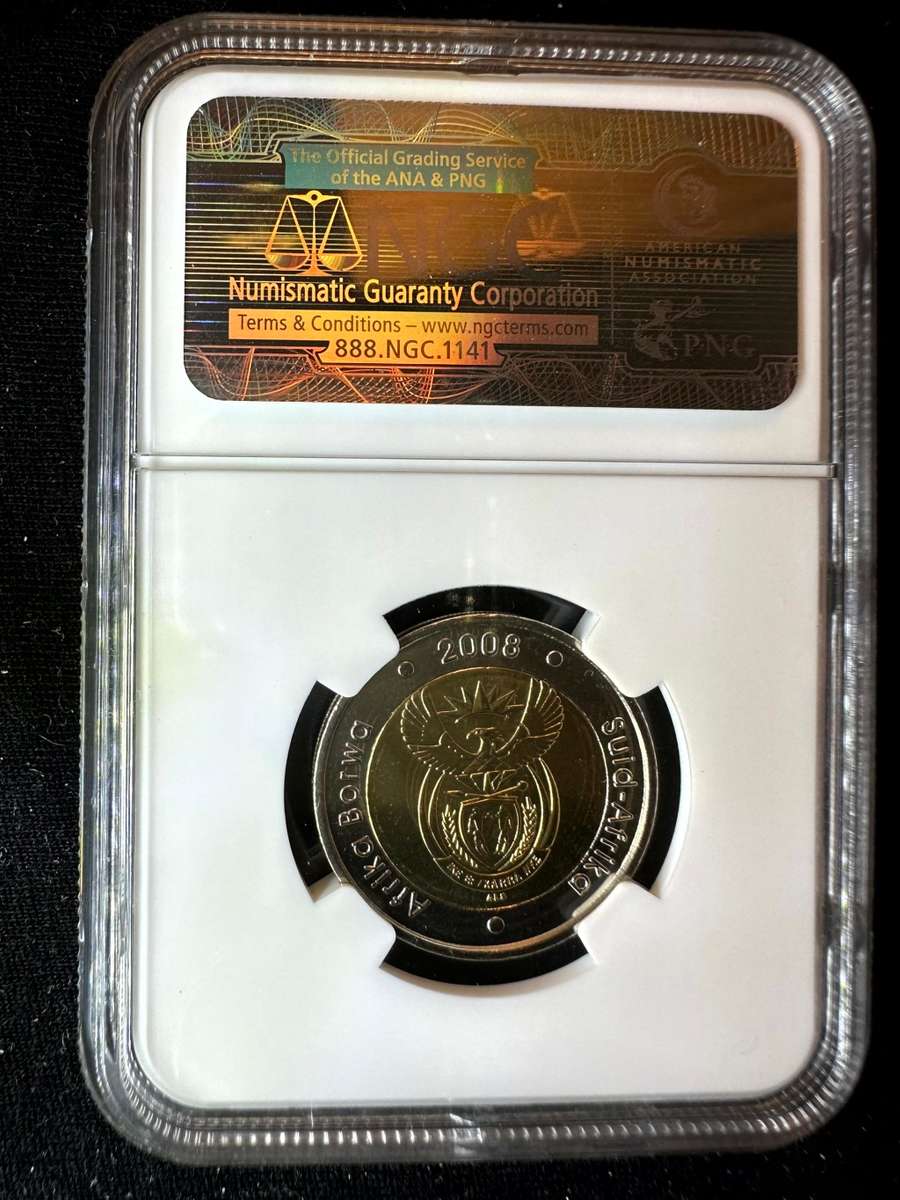 The Official Grading Service
of the ANA & PNG
NGC
AMERICAN
NUMISMATIC
ASSOCIATION
Numismatic Guaranty Corporation
PNG
Terms & Conditions – www.ngcterms.com
888.NGC.1141
2008
Afrika Borwa
Suid-Afrika
ALS